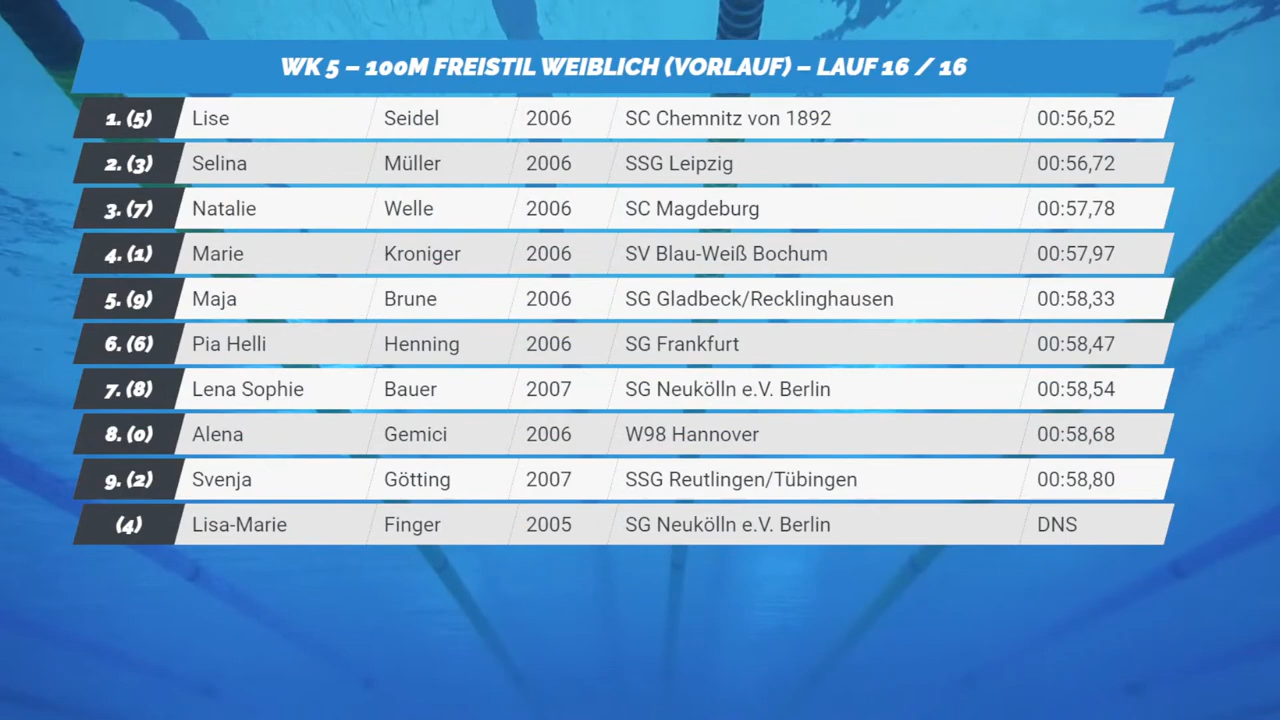 WK 5 – 100M FREISTIL WEIBLICH (VORLAUF) – LAUF 16 / 16
1. (5) Lise Seidel 2006 SC Chemnitz von 1892 00:56,52
2. (3) Selina Müller 2006 SSG Leipzig 00:56,72
3. (7) Natalie Welle 2006 SC Magdeburg 00:57,78
4. (1) Marie Kroniger 2006 SV Blau-Weiß Bochum 00:57,97
5. (9) Maja Brune 2006 SG Gladbeck/Recklinghausen 00:58,33
6. (6) Pia Helli Henning 2006 SG Frankfurt 00:58,47
7. (8) Lena Sophie Bauer 2007 SG Neukölln e.V. Berlin 00:58,54
8. (0) Alena Gemici 2006 W98 Hannover 00:58,68
9. (2) Svenja Götting 2007 SSG Reutlingen/Tübingen 00:58,80
(4) Lisa-Marie Finger 2005 SG Neukölln e.V. Berlin DNS